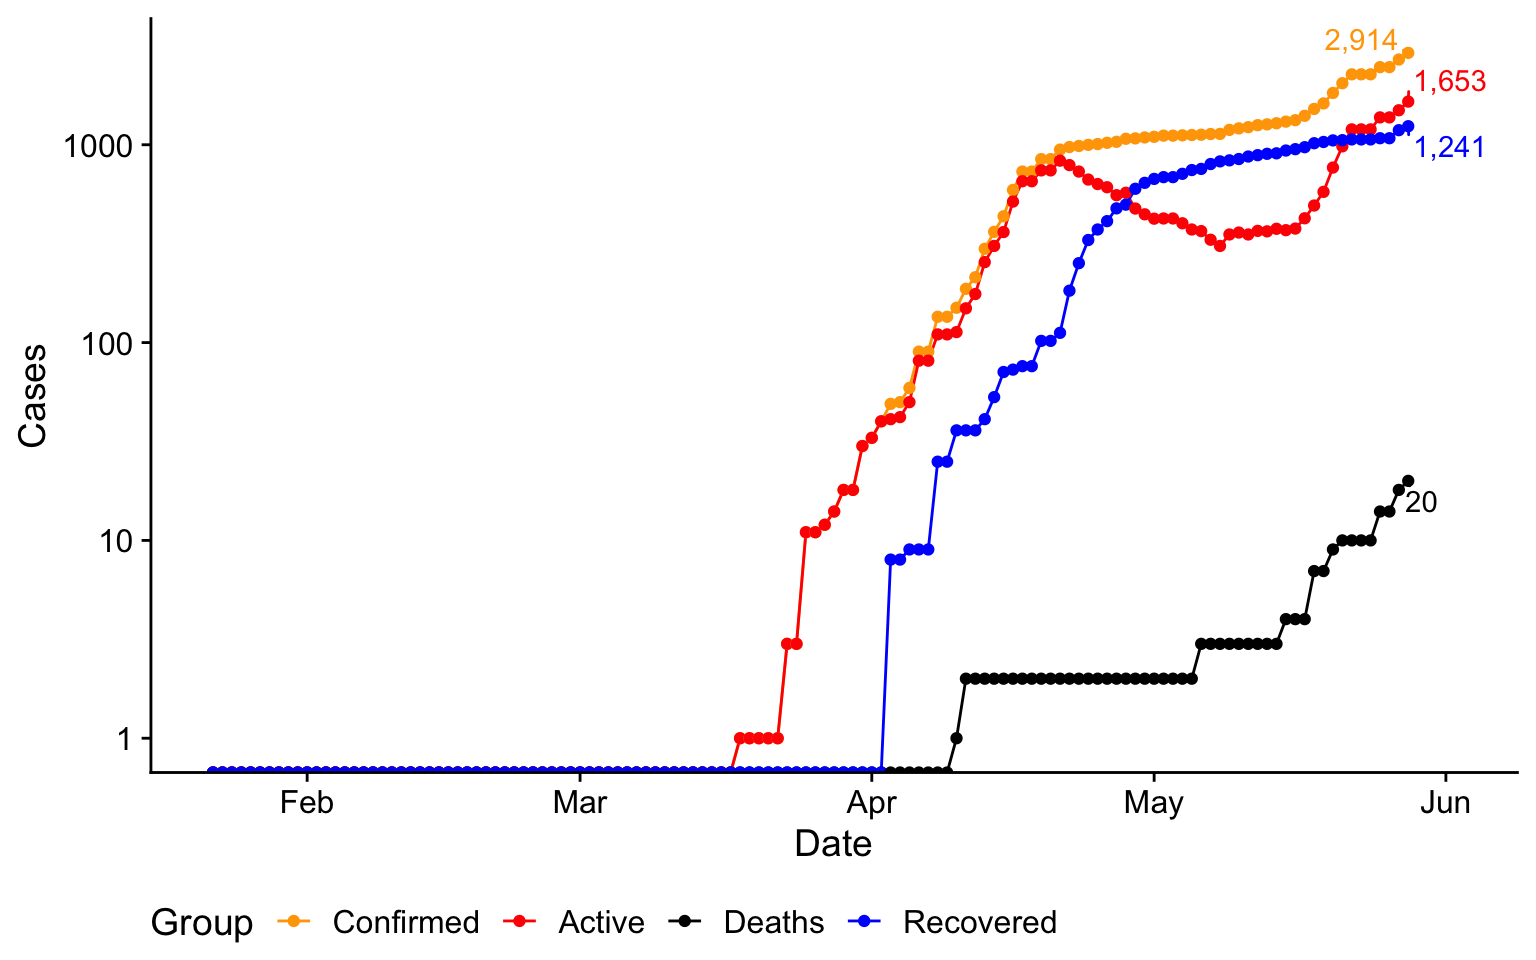 2,914
1,653
1,241
20
1000
100
10
1
Cases
Feb Mar Apr May Jun
Date
Group Confirmed Active Deaths Recovered